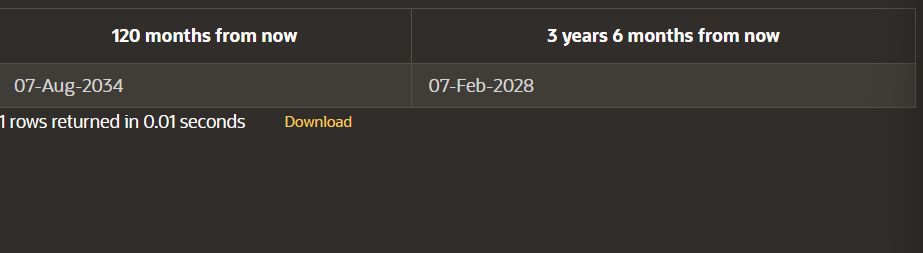 120 months from now 3 years 6 months from now
07-Aug-2034 07-Feb-2028
1 rows returned in 0.01 seconds Download